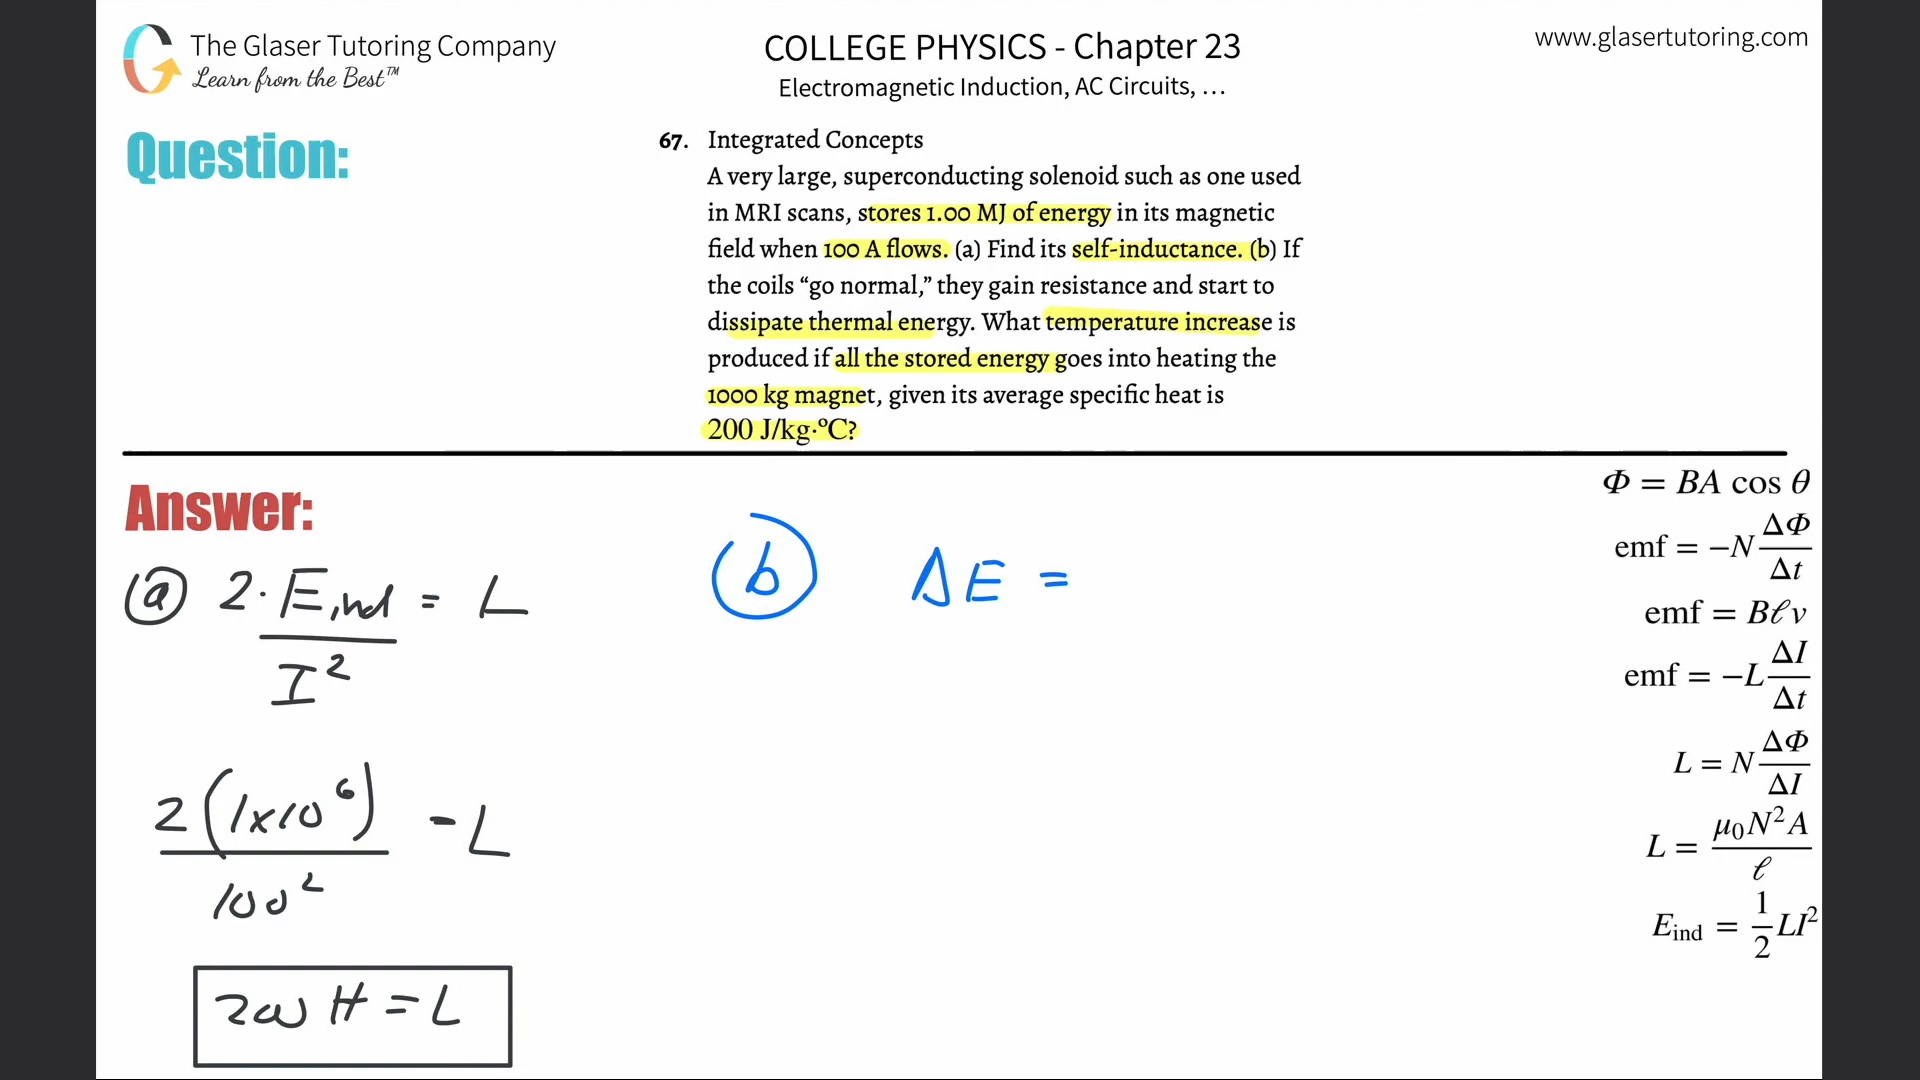 The Glaser Tutoring Company
Learn from the Best™
COLLEGE PHYSICS - Chapter 23
Electromagnetic Induction, AC Circuits, …
www.glasertutoring.com
Question:
67. Integrated Concepts
A very large, superconducting solenoid such as one used
in MRI scans, stores 1.00 MJ of energy in its magnetic
field when 100 A flows. (a) Find its self-inductance. (b) If
the coils “go normal,” they gain resistance and start to
dissipate thermal energy. What temperature increase is
produced if all the stored energy goes into heating the
1000 kg magnet, given its average specific heat is
200 J/kg·ºC?
Answer:
(a) 2 · E_ind / I² = L
2 (1x10⁶) / 100² - L
200 H = L
(b) ΔE =
Φ = BA cos θ
emf = −N ΔΦ/Δt
emf = Bℓv
emf = −L ΔI/Δt
L = N ΔΦ/ΔI
L = μ₀N²A/ℓ
E_ind = 1/2 LI²